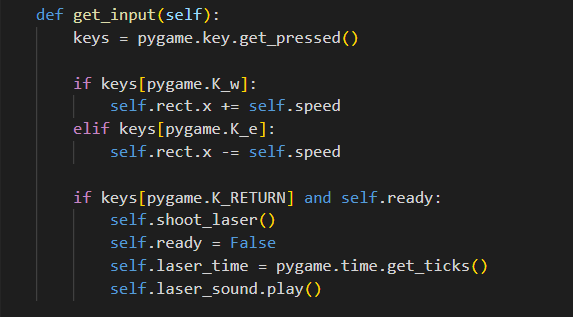 def get_input(self):
keys = pygame.key.get_pressed()
if keys[pygame.K_w]:
self.rect.x += self.speed
elif keys[pygame.K_e]:
self.rect.x -= self.speed
if keys[pygame.K_RETURN] and self.ready:
self.shoot_laser()
self.ready = False
self.laser_time = pygame.time.get_ticks()
self.laser_sound.play()